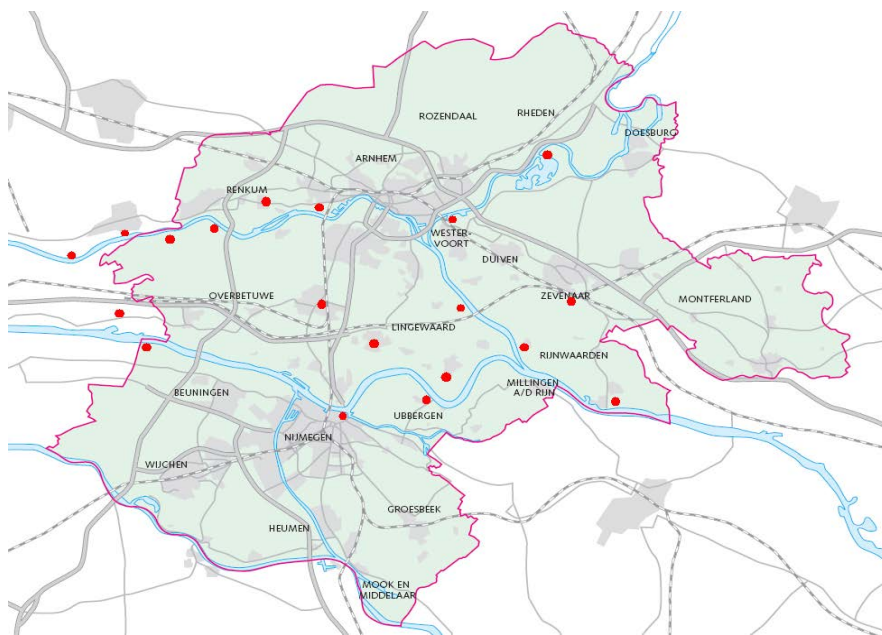 ROZENDAAL
RHEDEN
DOESBURG
ARNHEM
RENKUM
WESTER-
VOORT
DUIVEN
OVERBETUWE
ZEVENAAR
MONTFERLAND
LINGEWAARD
RIJNWAARDEN
BEUNINGEN
MILLINGEN
A/D RIJN
UBBERGEN
NIJMEGEN
WIJCHEN
GROESBEEK
HEUMEN
MOOK EN
MIDDELAAR